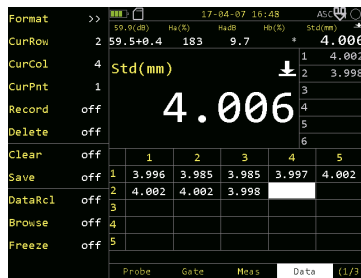 Format >>
CurRow 2
CurCol 4
CurPnt 1
Record off
Delete off
Clear off
Save off
DataRcl off
Browse off
Freeze off
17-04-07 16:48 ASC
59.9(dB) Ha(%) HadB Hb(%) Std(mm)
59.5+0.4 183 9.7 * 4.006
Std(mm)
4.006
1 4.002
2 3.998
3
4
5
6
1 2 3 4 5
1 3.996 3.985 3.985 3.997 4.002
2 4.002 4.002 3.998
3
4
5
Probe Gate Meas Data (1/3